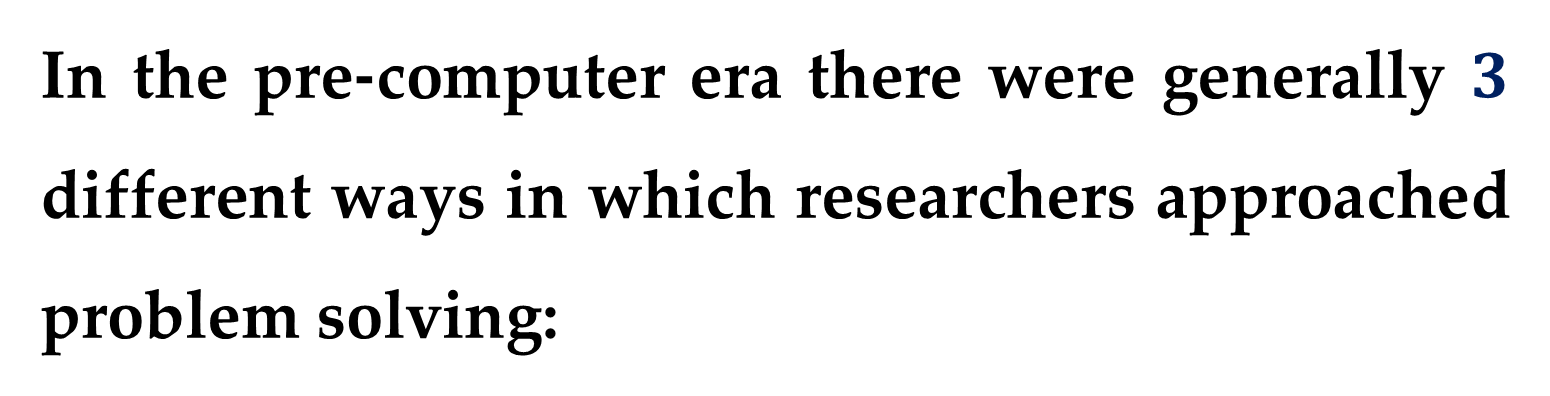 In the pre-computer era there were generally 3
different ways in which researchers approached
problem solving: